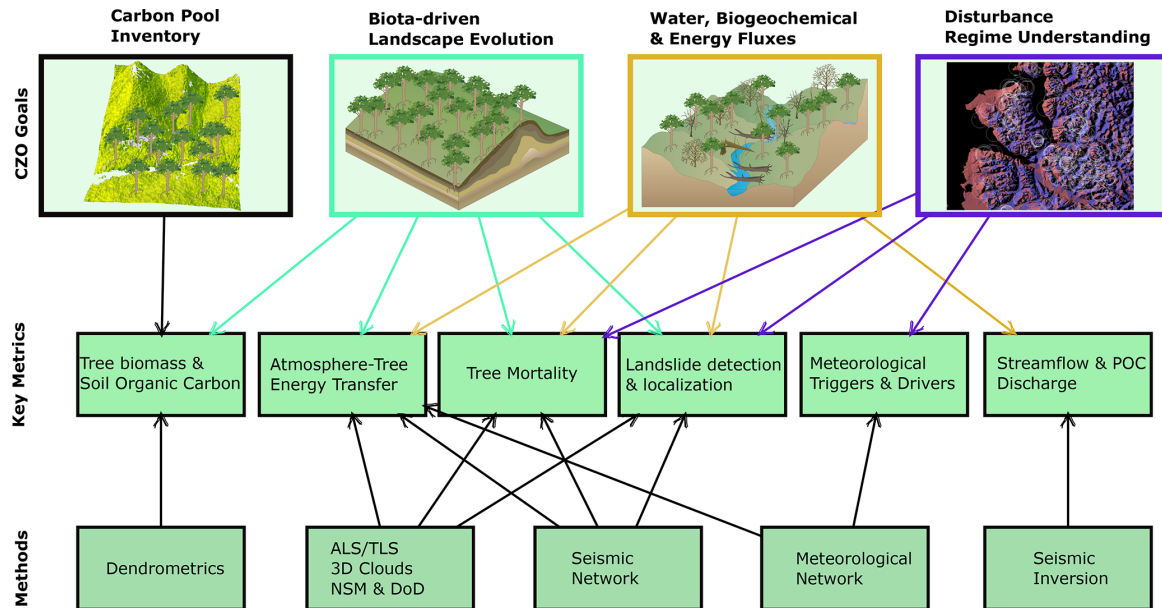 Carbon Pool
Inventory
Biota-driven
Landscape Evolution
Water, Biogeochemical
& Energy Fluxes
Disturbance
Regime Understanding
CZO Goals
Key Metrics
Tree biomass &
Soil Organic Carbon
Atmosphere-Tree
Energy Transfer
Tree Mortality
Landslide detection
& localization
Meteorological
Triggers & Drivers
Streamflow & POC
Discharge
Methods
Dendrometrics
ALS/TLS
3D Clouds
NSM & DoD
Seismic
Network
Meteorological
Network
Seismic
Inversion